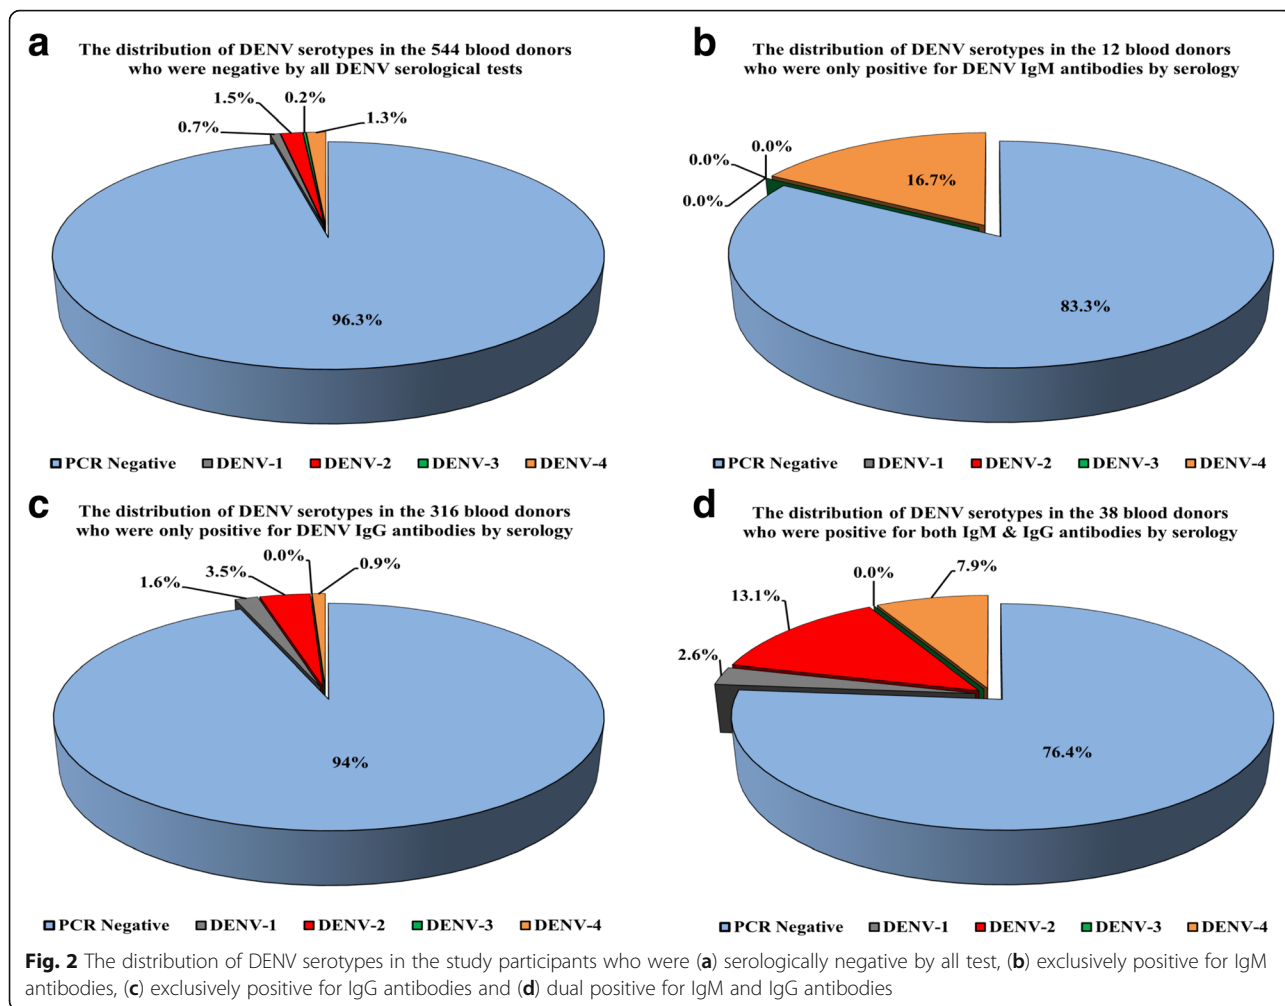 a
The distribution of DENV serotypes in the 544 blood donors
who were negative by all DENV serological tests
1.5%
0.2%
0.7%
1.3%
96.3%
PCR Negative DENV-1 DENV-2 DENV-3 DENV-4
b
The distribution of DENV serotypes in the 12 blood donors
who were only positive for DENV IgM antibodies by serology
0.0%
0.0%
0.0%
16.7%
83.3%
PCR Negative DENV-1 DENV-2 DENV-3 DENV-4
c
The distribution of DENV serotypes in the 316 blood donors
who were only positive for DENV IgG antibodies by serology
0.0%
3.5%
0.9%
1.6%
94%
PCR Negative DENV-1 DENV-2 DENV-3 DENV-4
d
The distribution of DENV serotypes in the 38 blood donors
who were positive for both IgM & IgG antibodies by serology
0.0%
7.9%
13.1%
2.6%
76.4%
PCR Negative DENV-1 DENV-2 DENV-3 DENV-4
Fig. 2 The distribution of DENV serotypes in the study participants who were (a) serologically negative by all test, (b) exclusively positive for IgM
antibodies, (c) exclusively positive for IgG antibodies and (d) dual positive for IgM and IgG antibodies